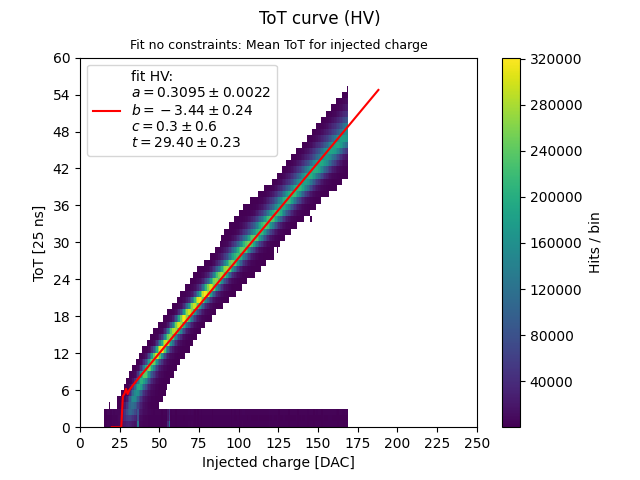 ToT curve (HV)
Fit no constraints: Mean ToT for injected charge
fit HV:
a = 0.3095 ± 0.0022
b = −3.44 ± 0.24
c = 0.3 ± 0.6
t = 29.40 ± 0.23
ToT [25 ns]
60
54
48
42
36
30
24
18
12
6
0
0 25 50 75 100 125 150 175 200 225 250
Injected charge [DAC]
320000
280000
240000
200000
160000
120000
80000
40000
Hits / bin